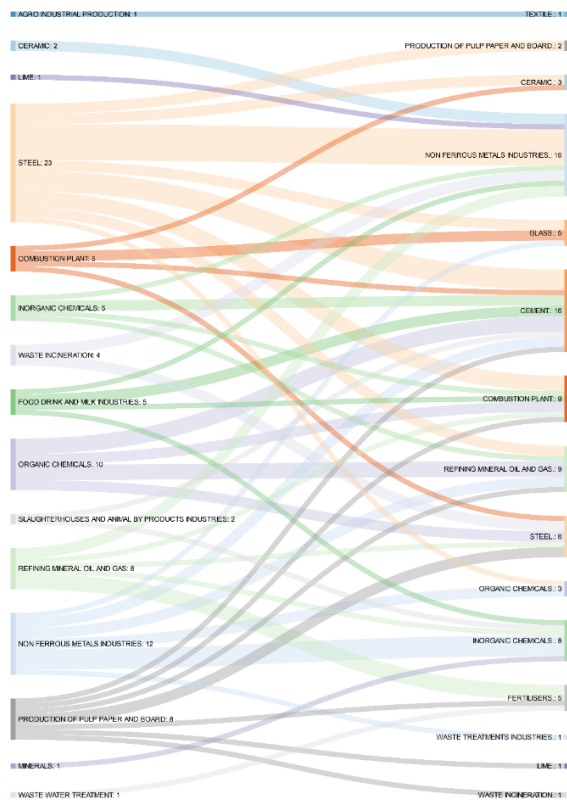 AGRO INDUSTRIAL PRODUCTION: 1
TEXTILE.: 1
CERAMIC: 2
PRODUCTION OF PULP PAPER AND BOARD.: 2
LIME: 1
CERAMIC.: 3
STEEL: 23
NON FERROUS METALS INDUSTRIES.: 16
GLASS.: 5
COMBUSTION PLANT: 5
INORGANIC CHEMICALS: 5
CEMENT.: 16
WASTE INCINERATION: 4
FOOD DRINK AND MILK INDUSTRIES: 5
COMBUSTION PLANT.: 9
ORGANIC CHEMICALS: 10
REFINING MINERAL OIL AND GAS.: 9
SLAUGHTERHOUSES AND ANIMAL BY PRODUCTS INDUSTRIES: 2
STEEL.: 8
REFINING MINERAL OIL AND GAS: 8
ORGANIC CHEMICALS.: 3
NON FERROUS METALS INDUSTRIES: 12
INORGANIC CHEMICALS.: 8
FERTILISERS.: 5
PRODUCTION OF PULP PAPER AND BOARD: 8
WASTE TREATMENTS INDUSTRIES.: 1
MINERALS: 1
LIME.: 1
WASTE WATER TREATMENT: 1
WASTE INCINERATION.: 1